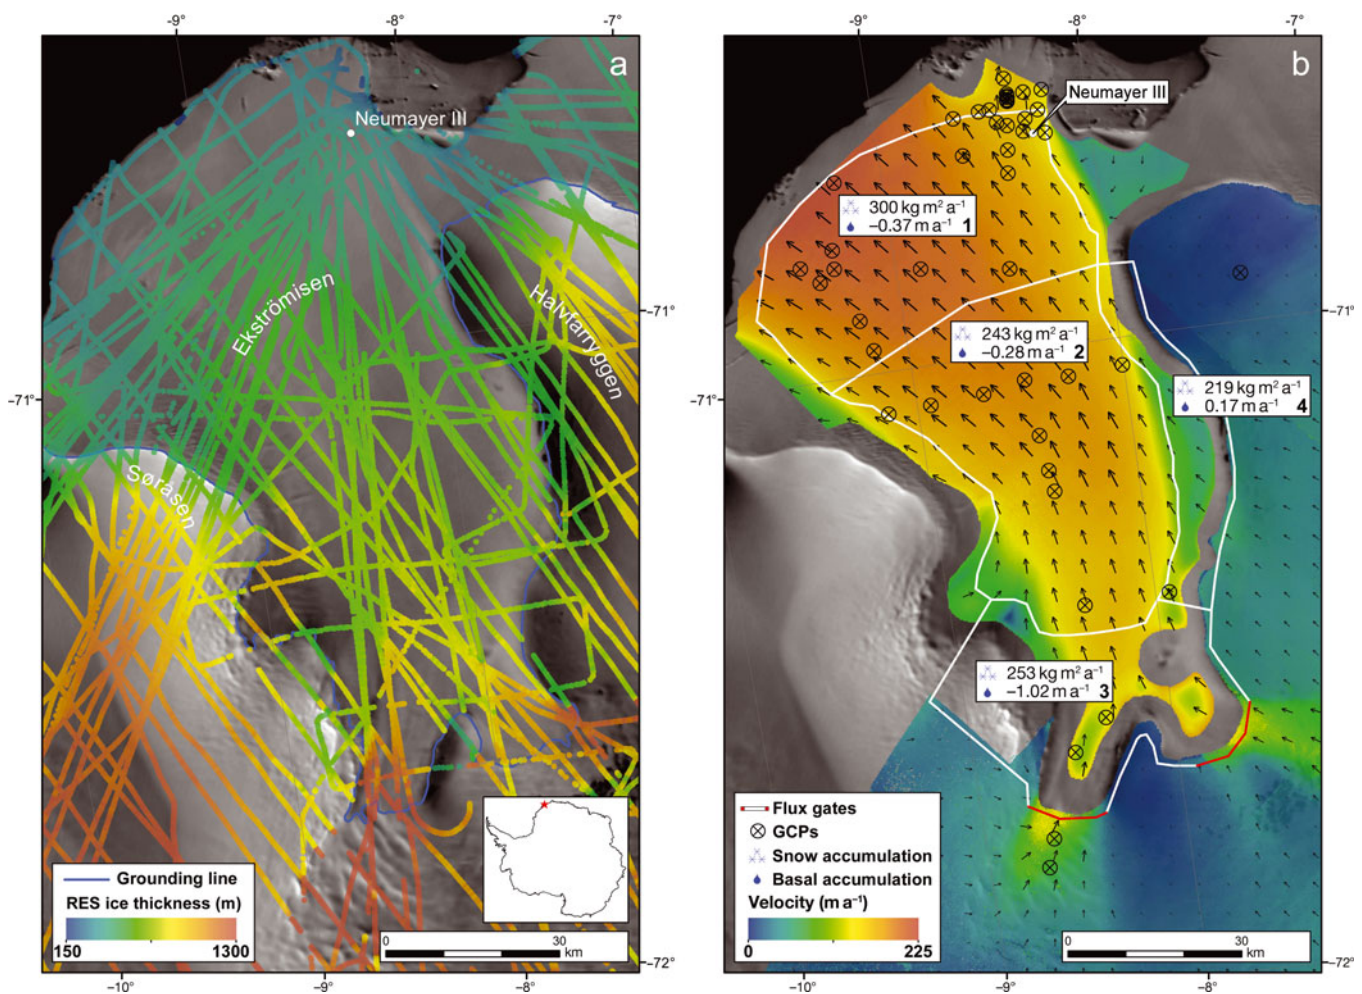 -9°
-8°
-7°
a
Neumayer III
Ekströmisen
Halvfarryggen
Søråsen
-71°
-71°
Grounding line
RES ice thickness (m)
150
1300
0
30
km
-72°
-10°
-9°
-8°
-9°
-8°
-7°
b
Neumayer III
300 kg m² a⁻¹
−0.37 m a⁻¹ 1
243 kg m² a⁻¹
−0.28 m a⁻¹ 2
219 kg m² a⁻¹
0.17 m a⁻¹ 4
253 kg m² a⁻¹
−1.02 m a⁻¹ 3
-71°
-71°
Flux gates
GCPs
Snow accumulation
Basal accumulation
Velocity (m a⁻¹)
0
225
0
30
km
-72°
-10°
-9°
-8°